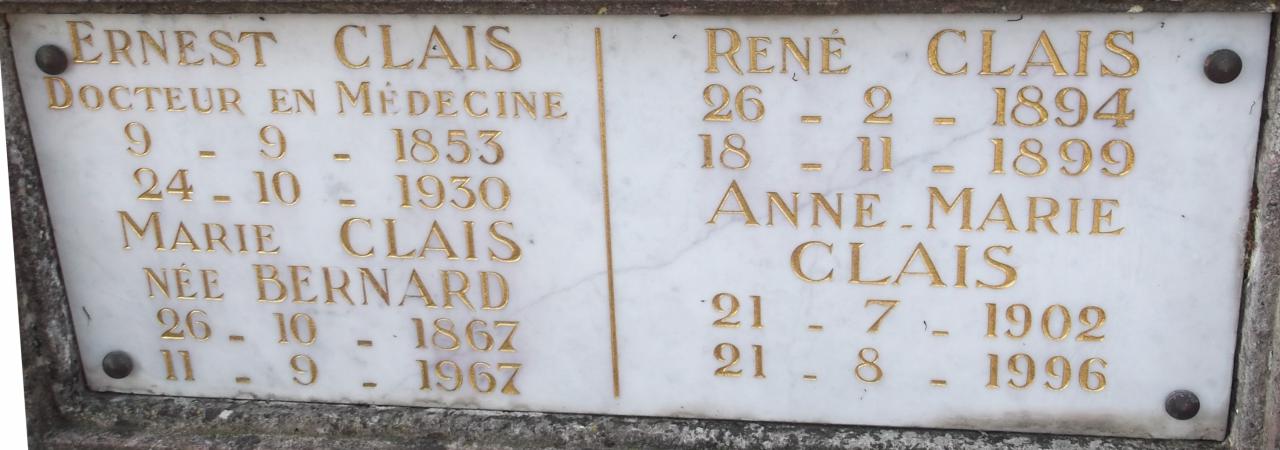 ERNEST CLAIS
DOCTEUR EN MÉDECINE
9 - 9 - 1853
24 - 10 - 1930
MARIE CLAIS
NÉE BERNARD
26 - 10 - 1867
11 - 9 - 1967
RENÉ CLAIS
26 - 2 - 1894
18 - 11 - 1899
ANNE-MARIE
CLAIS
21 - 7 - 1902
21 - 8 - 1996